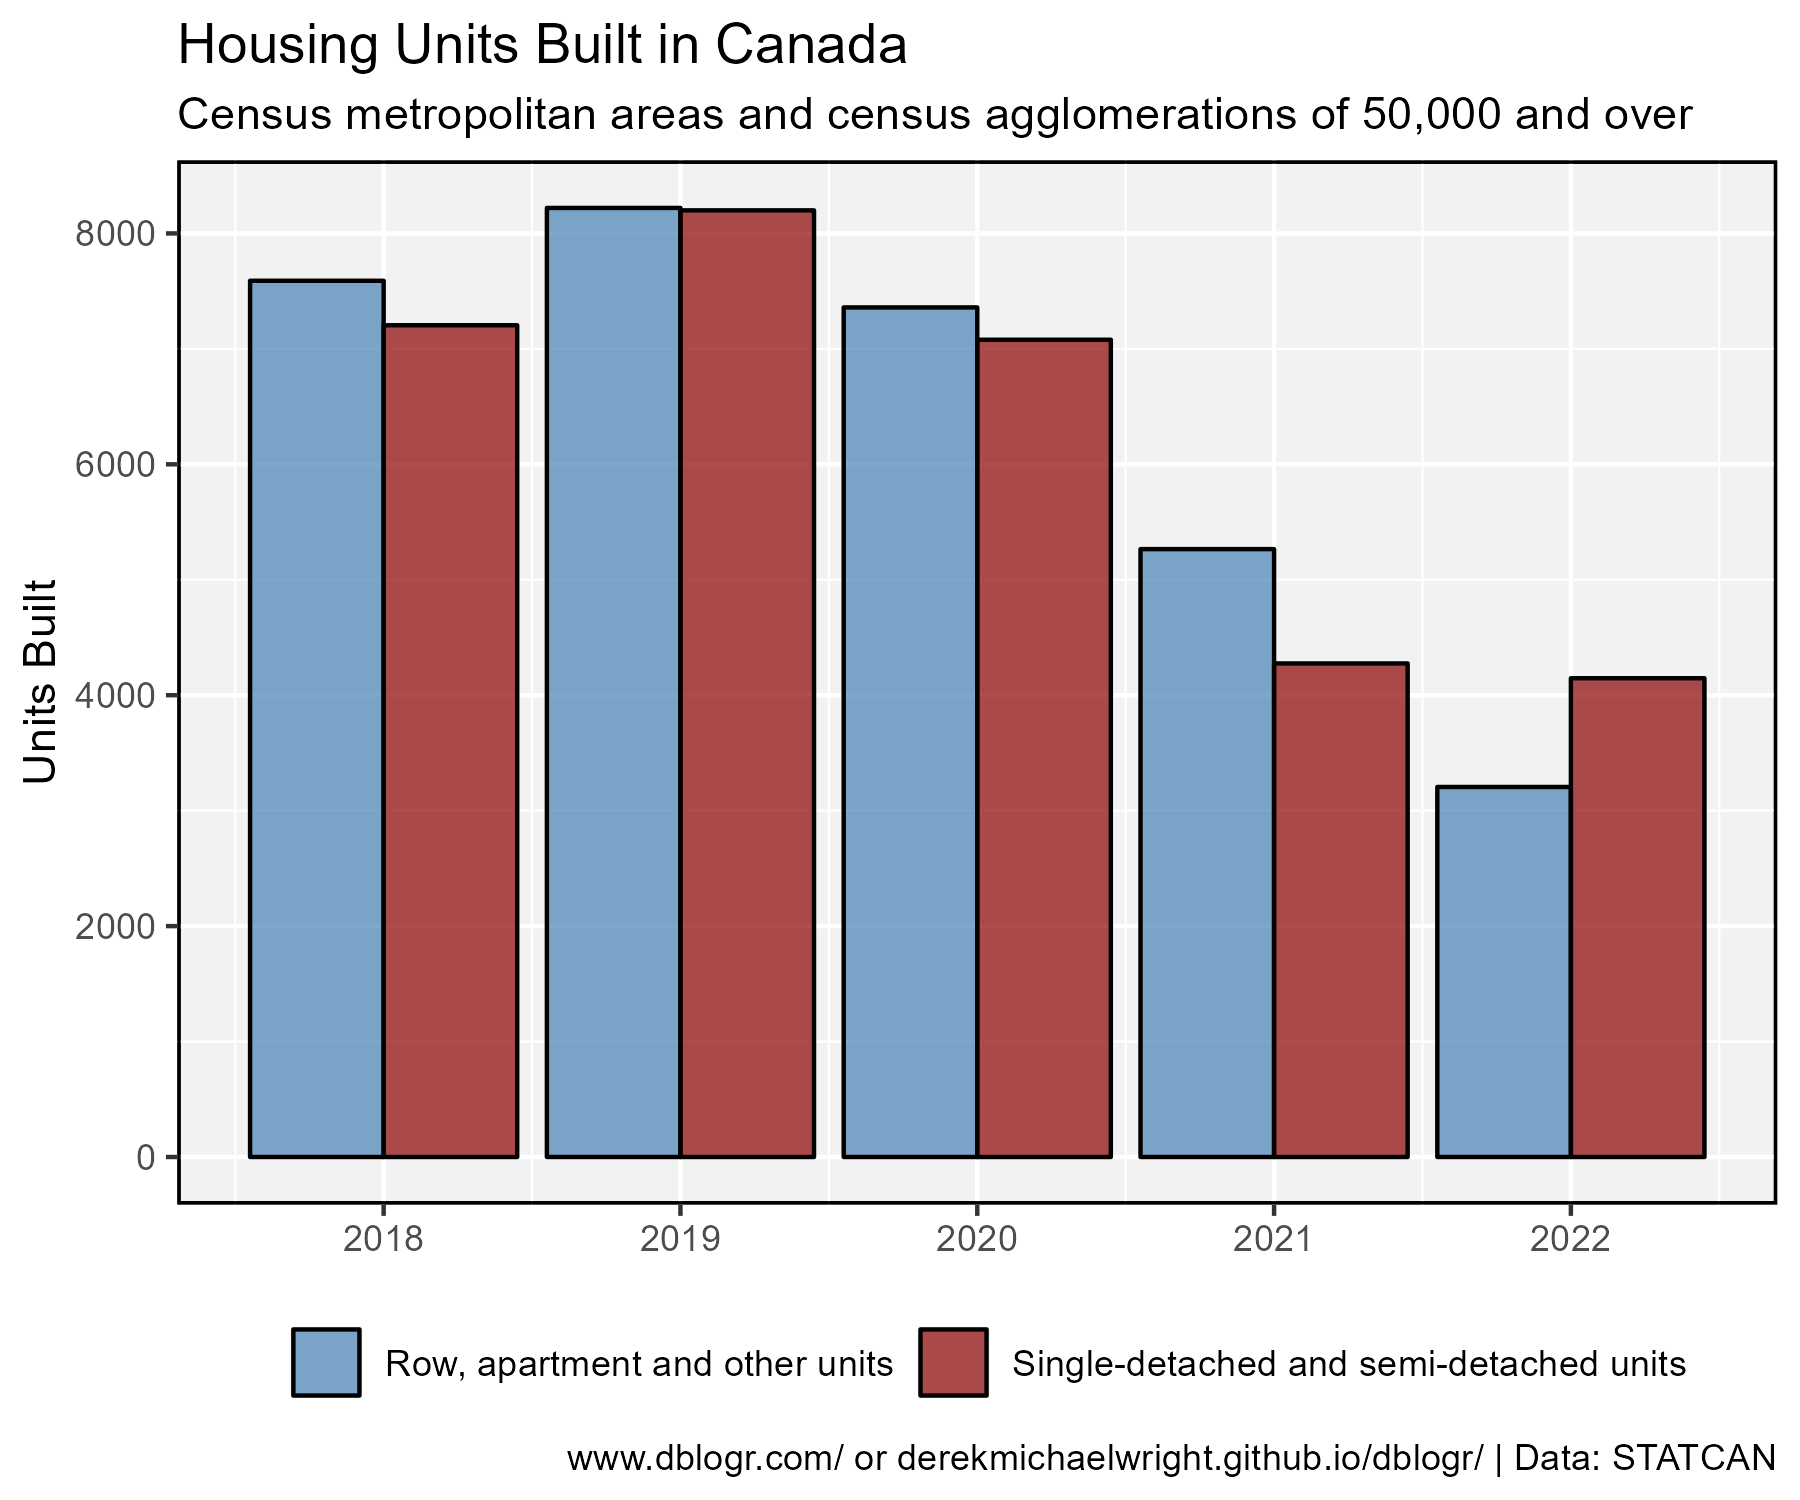 Housing Units Built in Canada
Census metropolitan areas and census agglomerations of 50,000 and over
Units Built
8000
6000
4000
2000
0
2018 2019 2020 2021 2022
Row, apartment and other units Single-detached and semi-detached units
www.dblogr.com/ or derekmichaelwright.github.io/dblogr/ | Data: STATCAN